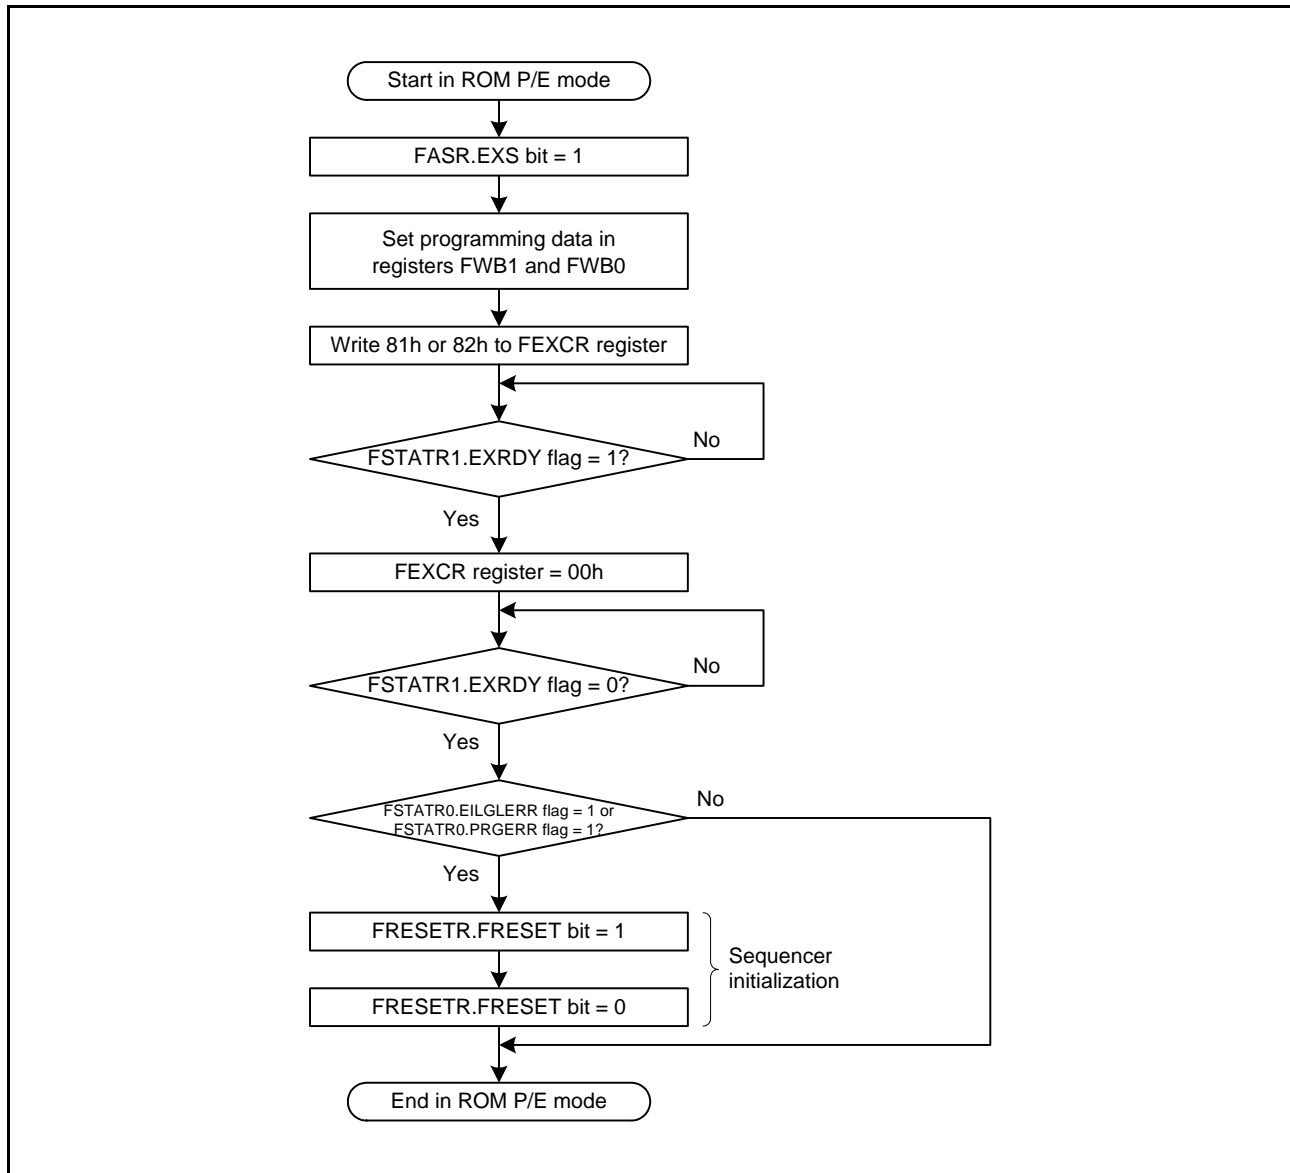 Start in ROM P/E mode
FASR.EXS bit = 1
Set programming data in
registers FWB1 and FWB0
Write 81h or 82h to FEXCR register
FSTATR1.EXRDY flag = 1?
No
Yes
FEXCR register = 00h
FSTATR1.EXRDY flag = 0?
No
Yes
FSTATR0.EILGLERR flag = 1 or
FSTATR0.PRGERR flag = 1?
No
Yes
FRESETR.FRESET bit = 1
FRESETR.FRESET bit = 0
Sequencer
initialization
End in ROM P/E mode